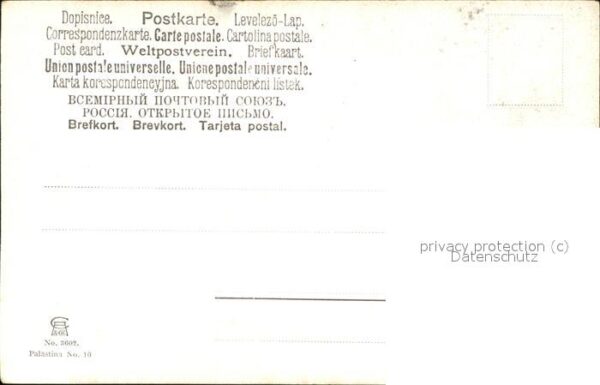 Dopisnice. Postkarte. Levelező-Lap.
Correspondenzkarte. Carte postale. Cartolina postale.
Post card. Weltpostverein. Briefkaart.
Union postale universelle. Unione postale universale.
Karta korespondencyjna. Korespondenční lístek.
ВСЕМІРНЫЙ ПОЧТОВЫЙ СОЮЗЪ.
РОССІЯ. ОТКРЫТОЕ ПИСЬМО.
Brefkort. Brevkort. Tarjeta postal.
privacy protection (c)
Datenschutz
No. 3602.
Palastina No. 10